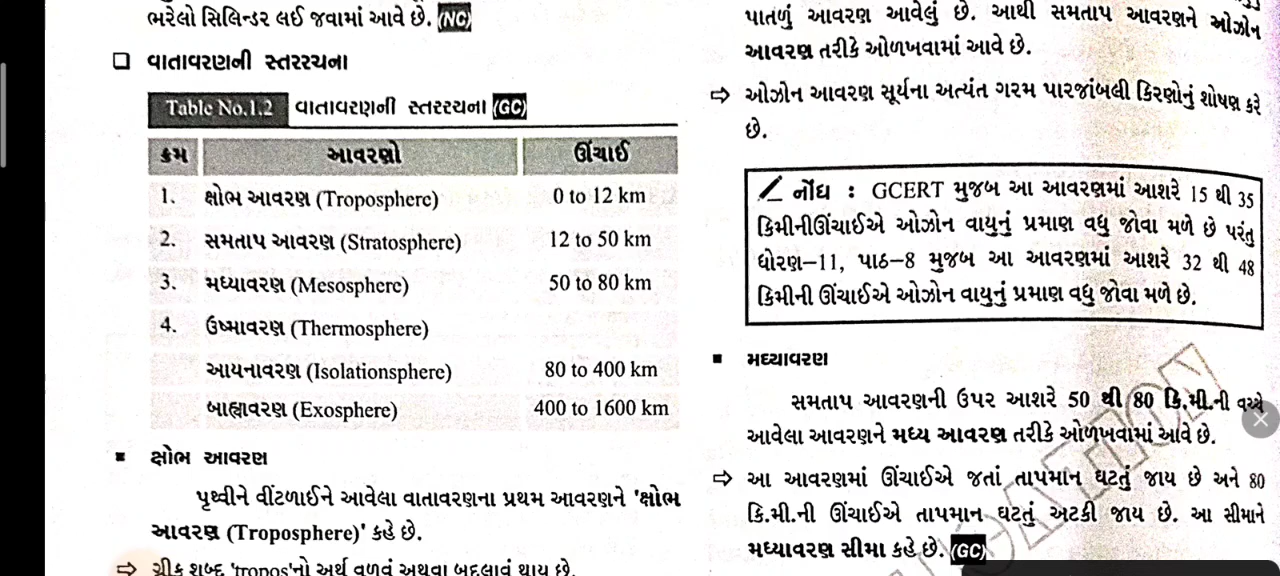 ભરેલો સિલિન્ડર લઈ જવામાં આવે છે. (NC)
❑ વાતાવરણની સ્તરરચના
Table No.1.2 વાતાવરણની સ્તરરચના (GC)
ક્રમ આવરણો ઊંચાઈ
1. ક્ષોભ આવરણ (Troposphere) 0 to 12 km
2. સમતાપ આવરણ (Stratosphere) 12 to 50 km
3. મધ્યાવરણ (Mesosphere) 50 to 80 km
4. ઉષ્માવરણ (Thermosphere)
આયનાવરણ (Isolationsphere) 80 to 400 km
બાહ્યાવરણ (Exosphere) 400 to 1600 km
■ ક્ષોભ આવરણ
પૃથ્વીને વીંટળાઈને આવેલા વાતાવરણના પ્રથમ આવરણને 'ક્ષોભ
આવરણ (Troposphere)' કહે છે.
⇨ ગ્રીક શબ્દ 'tropos'નો અર્થ વળવું અથવા બદલાવું થાય છે.
પાતળું આવરણ આવેલું છે. આથી સમતાપ આવરણને ઓઝોન
આવરણ તરીકે ઓળખવામાં આવે છે.
⇨ ઓઝોન આવરણ સૂર્યના અત્યંત ગરમ પારજાંબલી કિરણોનું શોષણ કરે
છે.
નોંધ : GCERT મુજબ આ આવરણમાં આશરે 15 થી 35
કિમીનીઊંચાઈએ ઓઝોન વાયુનું પ્રમાણ વધુ જોવા મળે છે પરંતુ
ધોરણ–11, પાઠ–8 મુજબ આ આવરણમાં આશરે 32 થી 48
કિમીની ઊંચાઈએ ઓઝોન વાયુનું પ્રમાણ વધુ જોવા મળે છે.
■ મધ્યાવરણ
સમતાપ આવરણની ઉપર આશરે 50 થી 80 કિ.મી.ની વચ્ચે
આવેલા આવરણને મધ્ય આવરણ તરીકે ઓળખવામાં આવે છે.
⇨ આ આવરણમાં ઊંચાઈએ જતાં તાપમાન ઘટતું જાય છે અને 80
કિ.મી.ની ઊંચાઈએ તાપમાન ઘટતું અટકી જાય છે. આ સીમાને
મધ્યાવરણ સીમા કહે છે. (GC)